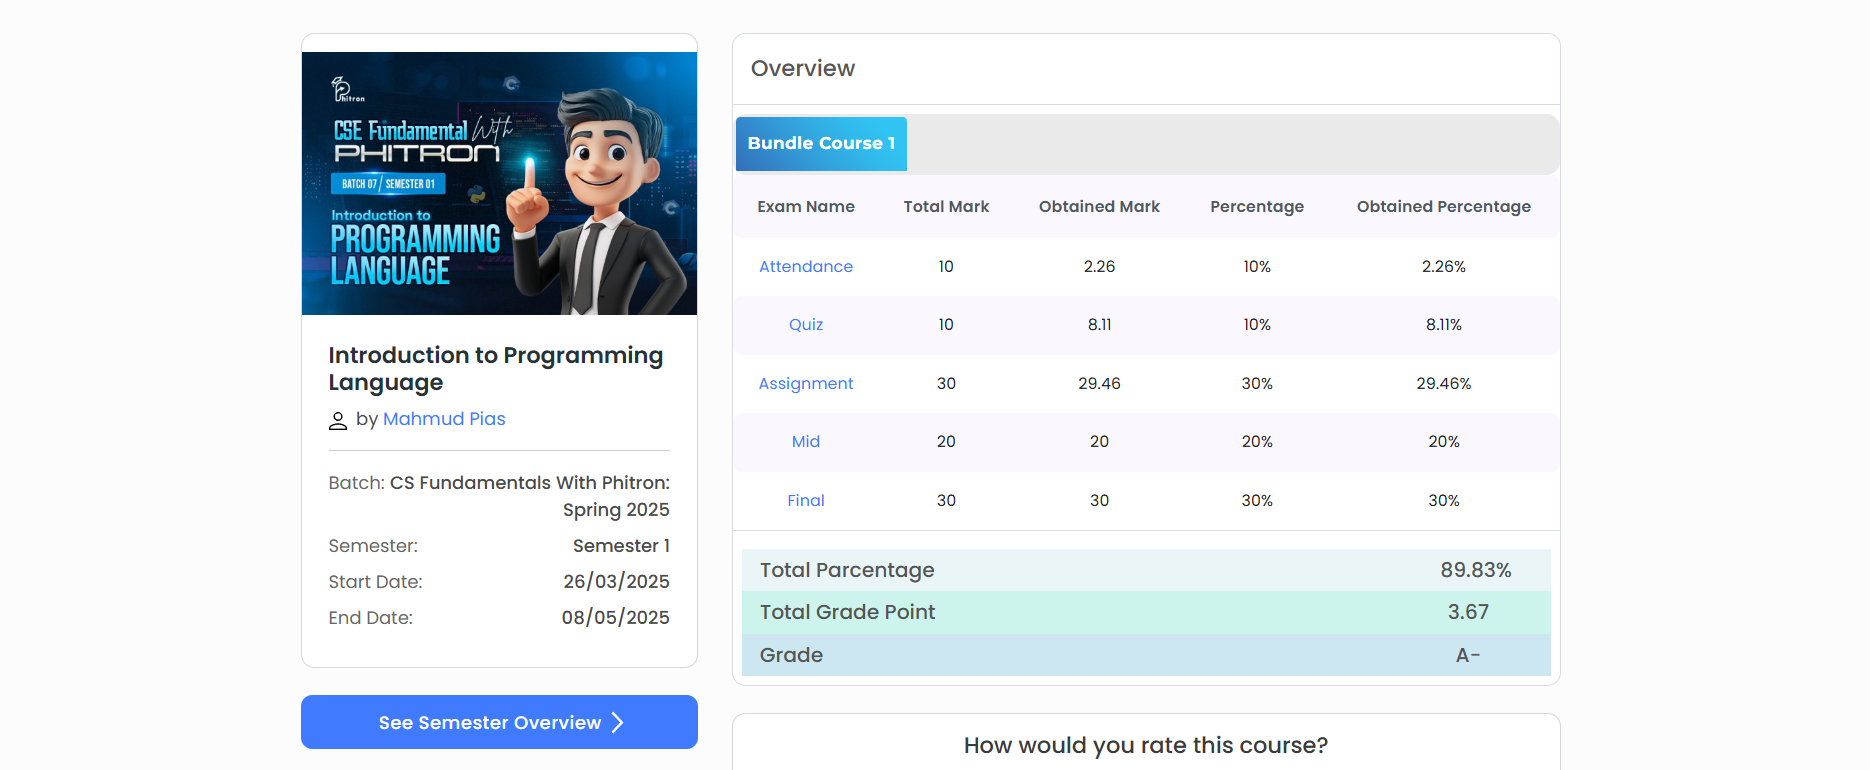 Phitron
CSE Fundamental With
PHITRON
BATCH 07 / SEMESTER 01
Introduction to
PROGRAMMING
LANGUAGE
Introduction to Programming
Language
by Mahmud Pias
Batch: CS Fundamentals With Phitron:
Spring 2025
Semester: Semester 1
Start Date: 26/03/2025
End Date: 08/05/2025
See Semester Overview
Overview
Bundle Course 1
Exam Name Total Mark Obtained Mark Percentage Obtained Percentage
Attendance 10 2.26 10% 2.26%
Quiz 10 8.11 10% 8.11%
Assignment 30 29.46 30% 29.46%
Mid 20 20 20% 20%
Final 30 30 30% 30%
Total Parcentage 89.83%
Total Grade Point 3.67
Grade A-
How would you rate this course?